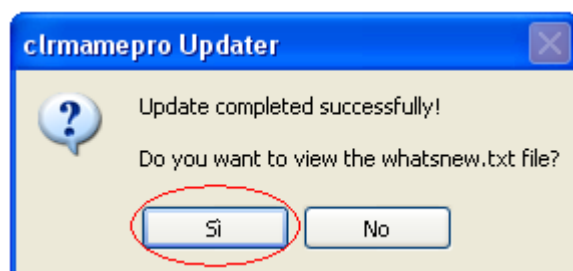 clrmamepro Updater
Update completed successfully!
Do you want to view the whatsnew.txt file?
Sì
No